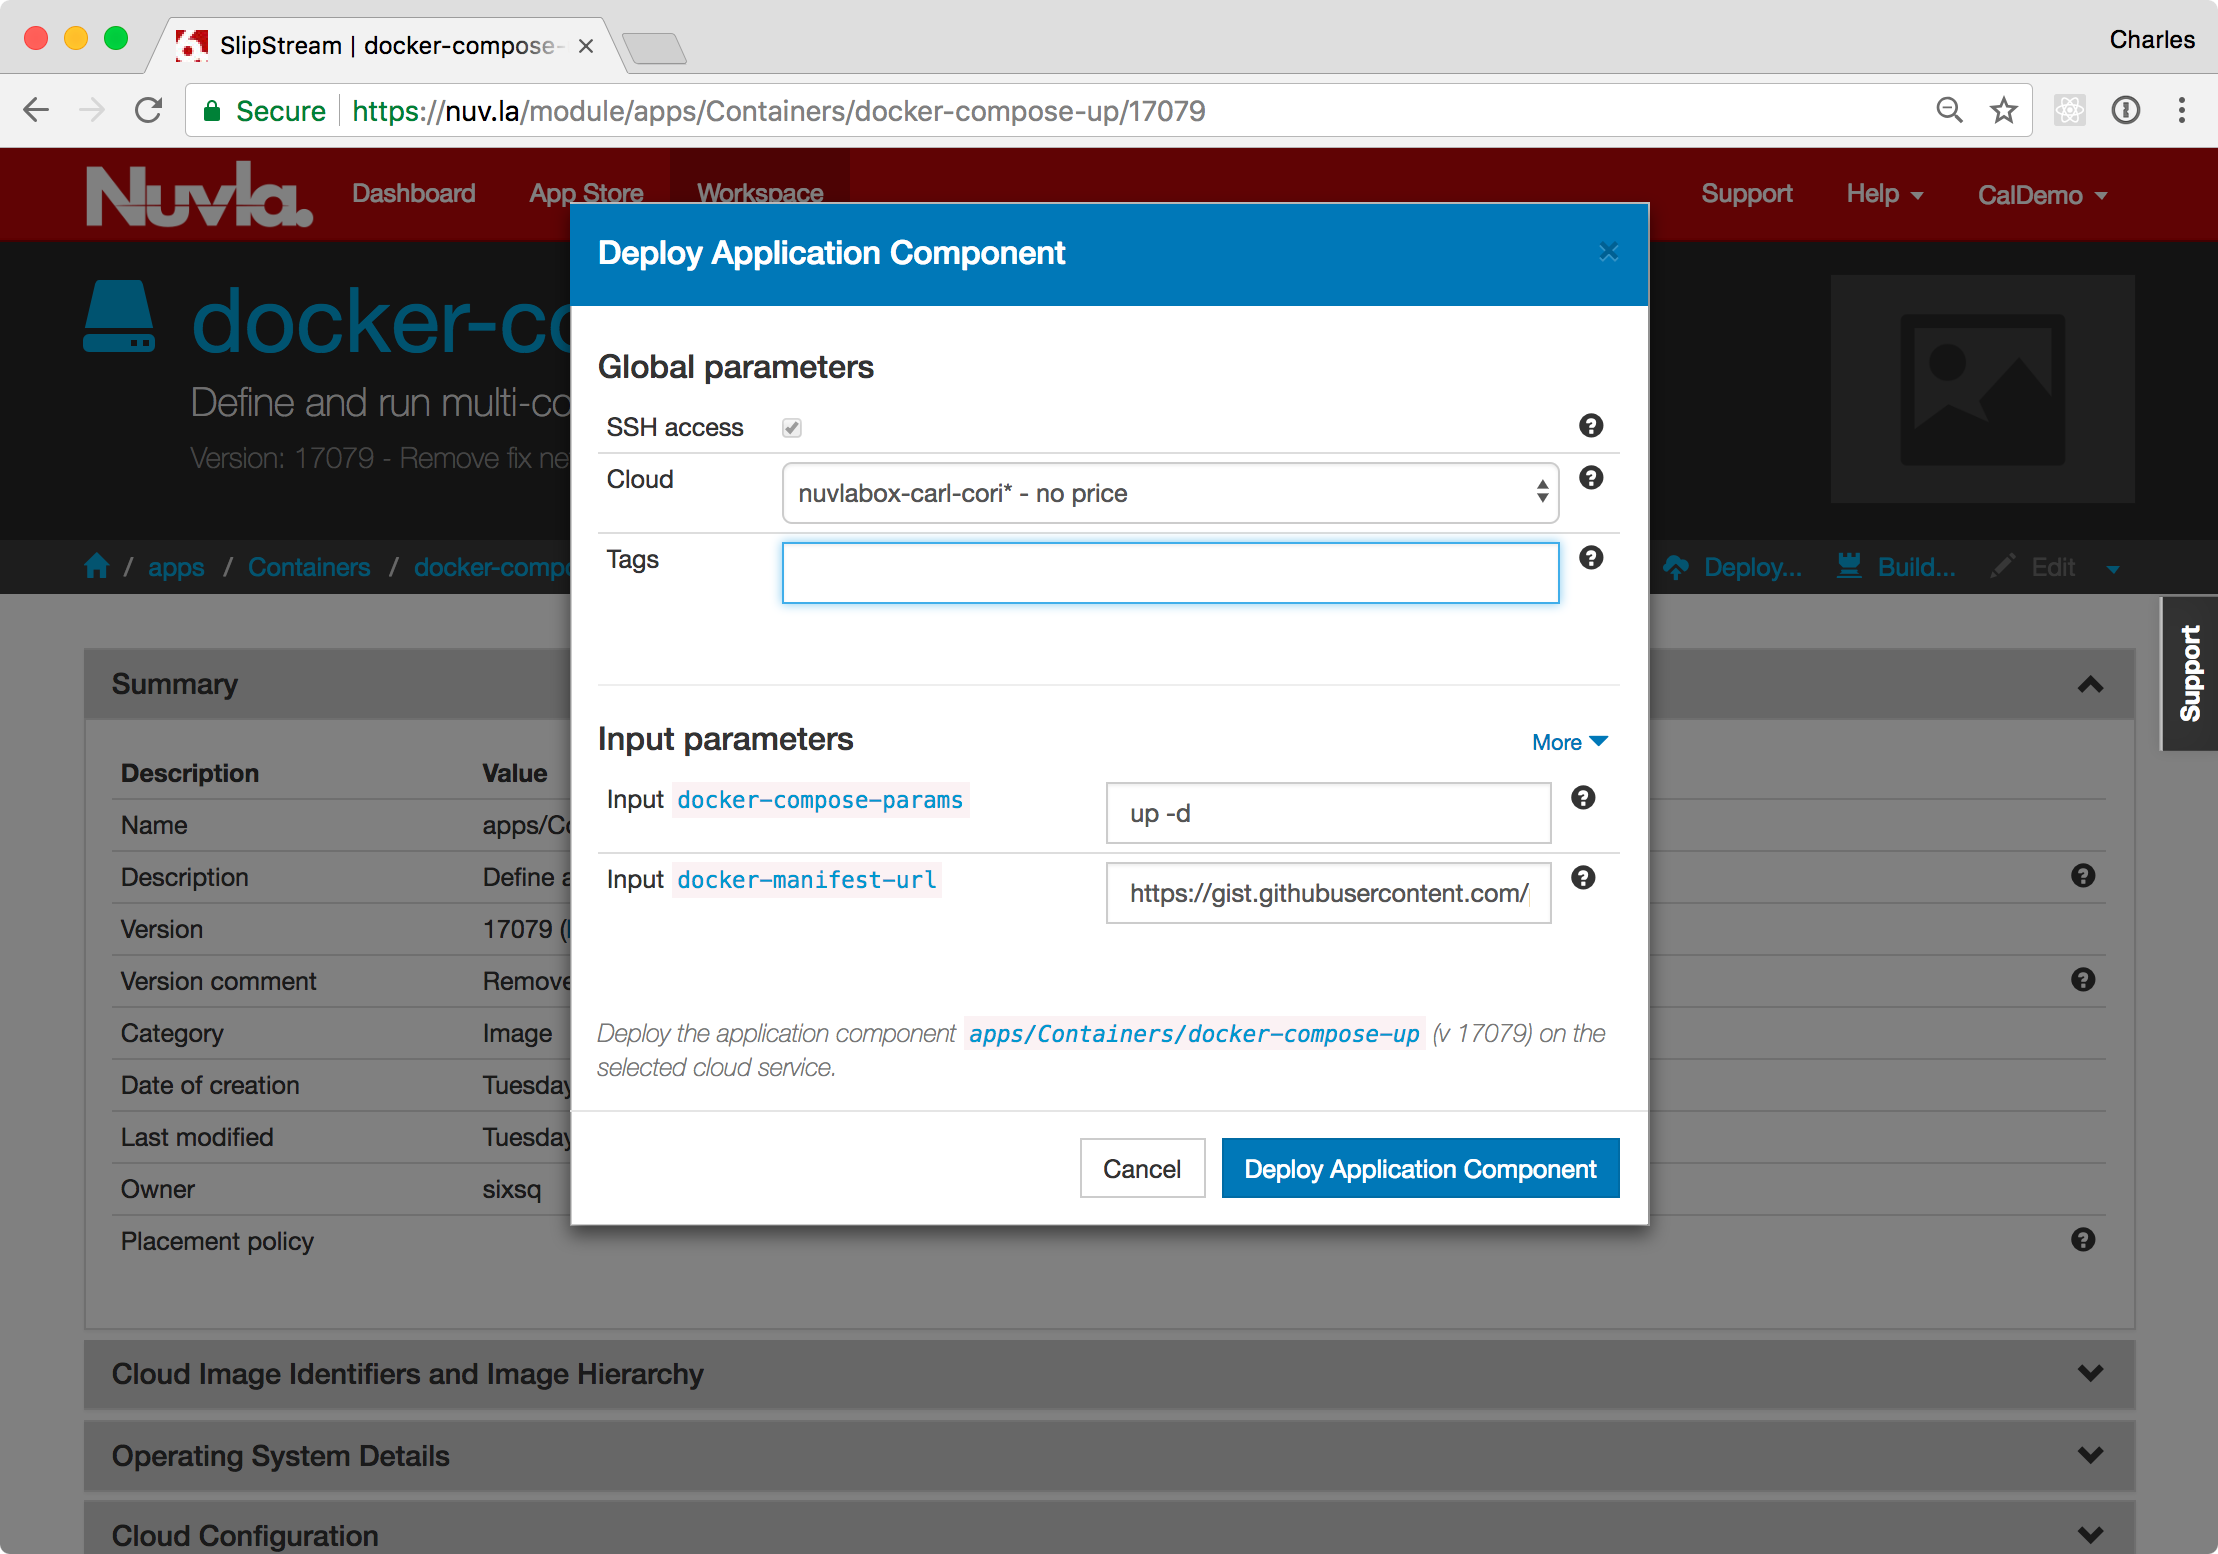 SlipStream | docker-compose-
Charles
Secure
https://nuv.la/module/apps/Containers/docker-compose-up/17079
Nuvla.
Dashboard
App Store
Workspace
Support
Help
CalDemo
docker-co
Define and run multi-co
Version: 17079 - Remove fix ne
/ apps / Containers / docker-compo
Deploy...
Build...
Edit
Support
Deploy Application Component
Global parameters
SSH access
Cloud
nuvlabox-carl-cori* - no price
Tags
Input parameters
More
Input docker-compose-params
up -d
Input docker-manifest-url
https://gist.githubusercontent.com/
Deploy the application component apps/Containers/docker-compose-up (v 17079) on the
selected cloud service.
Cancel
Deploy Application Component
Summary
Description Value
Name apps/Co
Description Define a
Version 17079 (
Version comment Remove
Category Image
Date of creation Tuesday
Last modified Tuesday
Owner sixsq
Placement policy
Cloud Image Identifiers and Image Hierarchy
Operating System Details
Cloud Configuration